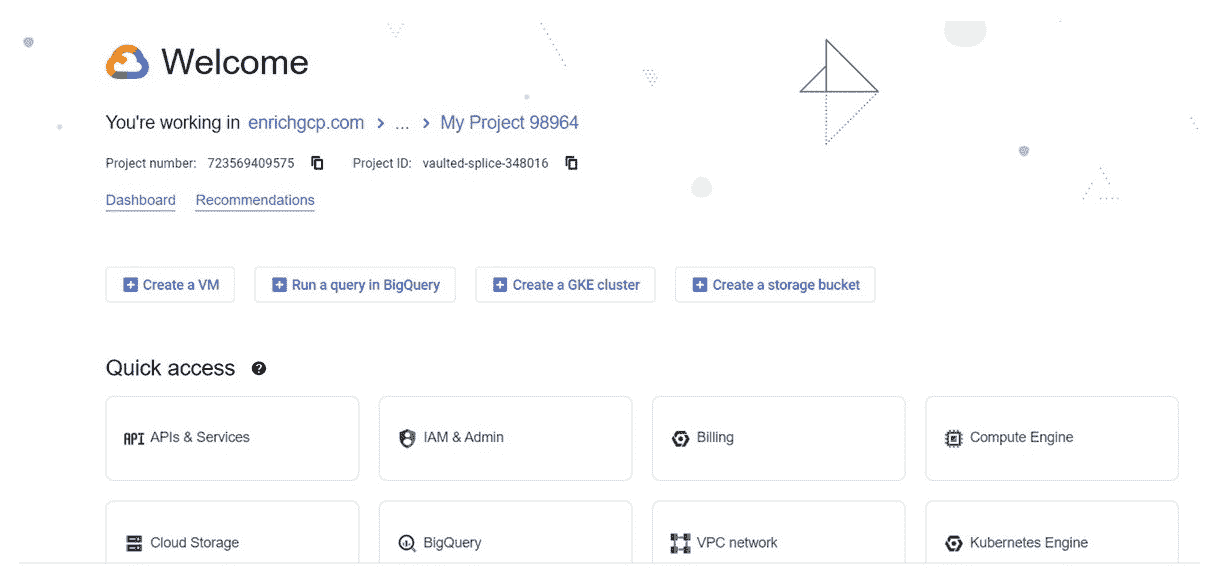 Welcome
You're working in enrichgcp.com > ... > My Project 98964
Project number: 723569409575 Project ID: vaulted-splice-348016
Dashboard Recommendations
Create a VM Run a query in BigQuery Create a GKE cluster Create a storage bucket
Quick access ?
API APIs & Services IAM & Admin Billing Compute Engine
Cloud Storage BigQuery VPC network Kubernetes Engine